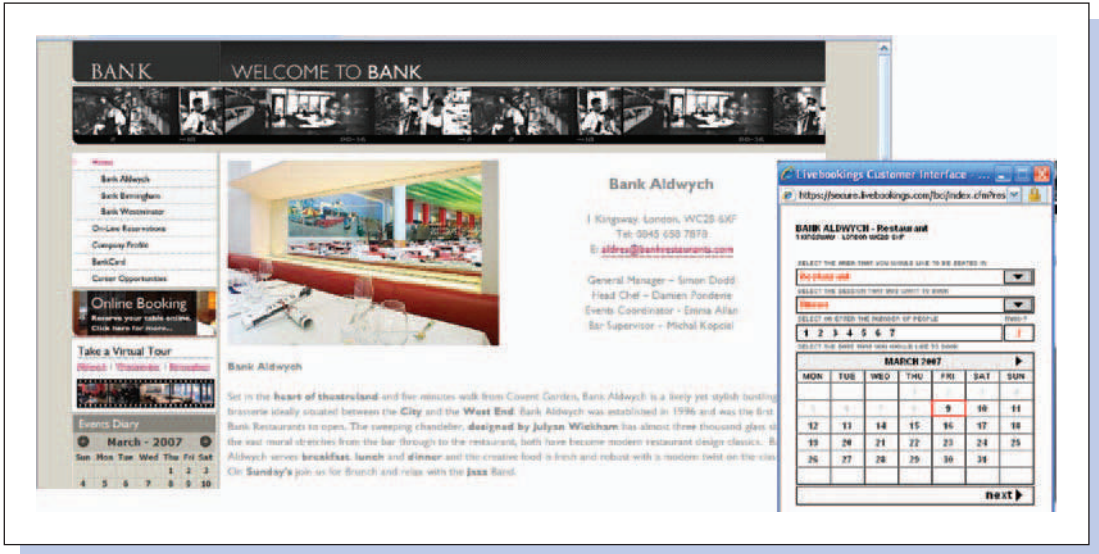 BANK
WELCOME TO BANK
Home
Bank Aldwych
Bank Birmingham
Bank Westminster
On-Line Reservations
Company Profile
BankCard
Career Opportunities
Online Booking
Reserve your table online.
Click here for more...
Take a Virtual Tour
Events Diary
March - 2007
Sun Mon Tue Wed Thu Fri Sat
1 2 3
4 5 6 7 8 9 10
Bank Aldwych
1 Kingsway, London, WC2B 6XF
Tel: 0845 658 7878
E: aldres@bankrestaurants.com
General Manager – Simon Dodd
Head Chef – Damien Ponderie
Events Coordinator - Emma Allan
Bar Supervisor - Michal Kopcial
Bank Aldwych
Set in the heart of theatreland and five minutes walk from Covent Garden, Bank Aldwych is a lively yet stylish bustling
brasserie ideally situated between the City and the West End. Bank Aldwych was established in 1996 and was the first
Bank Restaurants to open. The sweeping chandelier, designed by Julyan Wickham has almost three thousand glass
the vast mural stretches from the bar through to the restaurant, both have become modern restaurant design classics.
Aldwych serves breakfast, lunch and dinner and the creative food is fresh and robust with a modern twist on the
On Sunday's join us for Brunch and relax with the Jazz Band.
Livebookings Customer Interface - ...
https://secure.livebookings.com/bc/index.cfm?res
BANK ALDWYCH - Restaurant
1 KINGSWAY - LONDON WC2B 6XF
SELECT THE AREA THAT YOU WOULD LIKE TO BE SEATED IN
SELECT THE SESSION THAT YOU WANT TO BOOK
SELECT OR ENTER THE NUMBER OF PEOPLE
1 2 3 4 5 6 7
SELECT THE DATE THAT YOU WOULD LIKE TO BOOK
MARCH 2007
MON TUE WED THU FRI SAT SUN
9 10 11
12 13 14 15 16 17 18
19 20 21 22 23 24 25
26 27 28 29 30 31
next